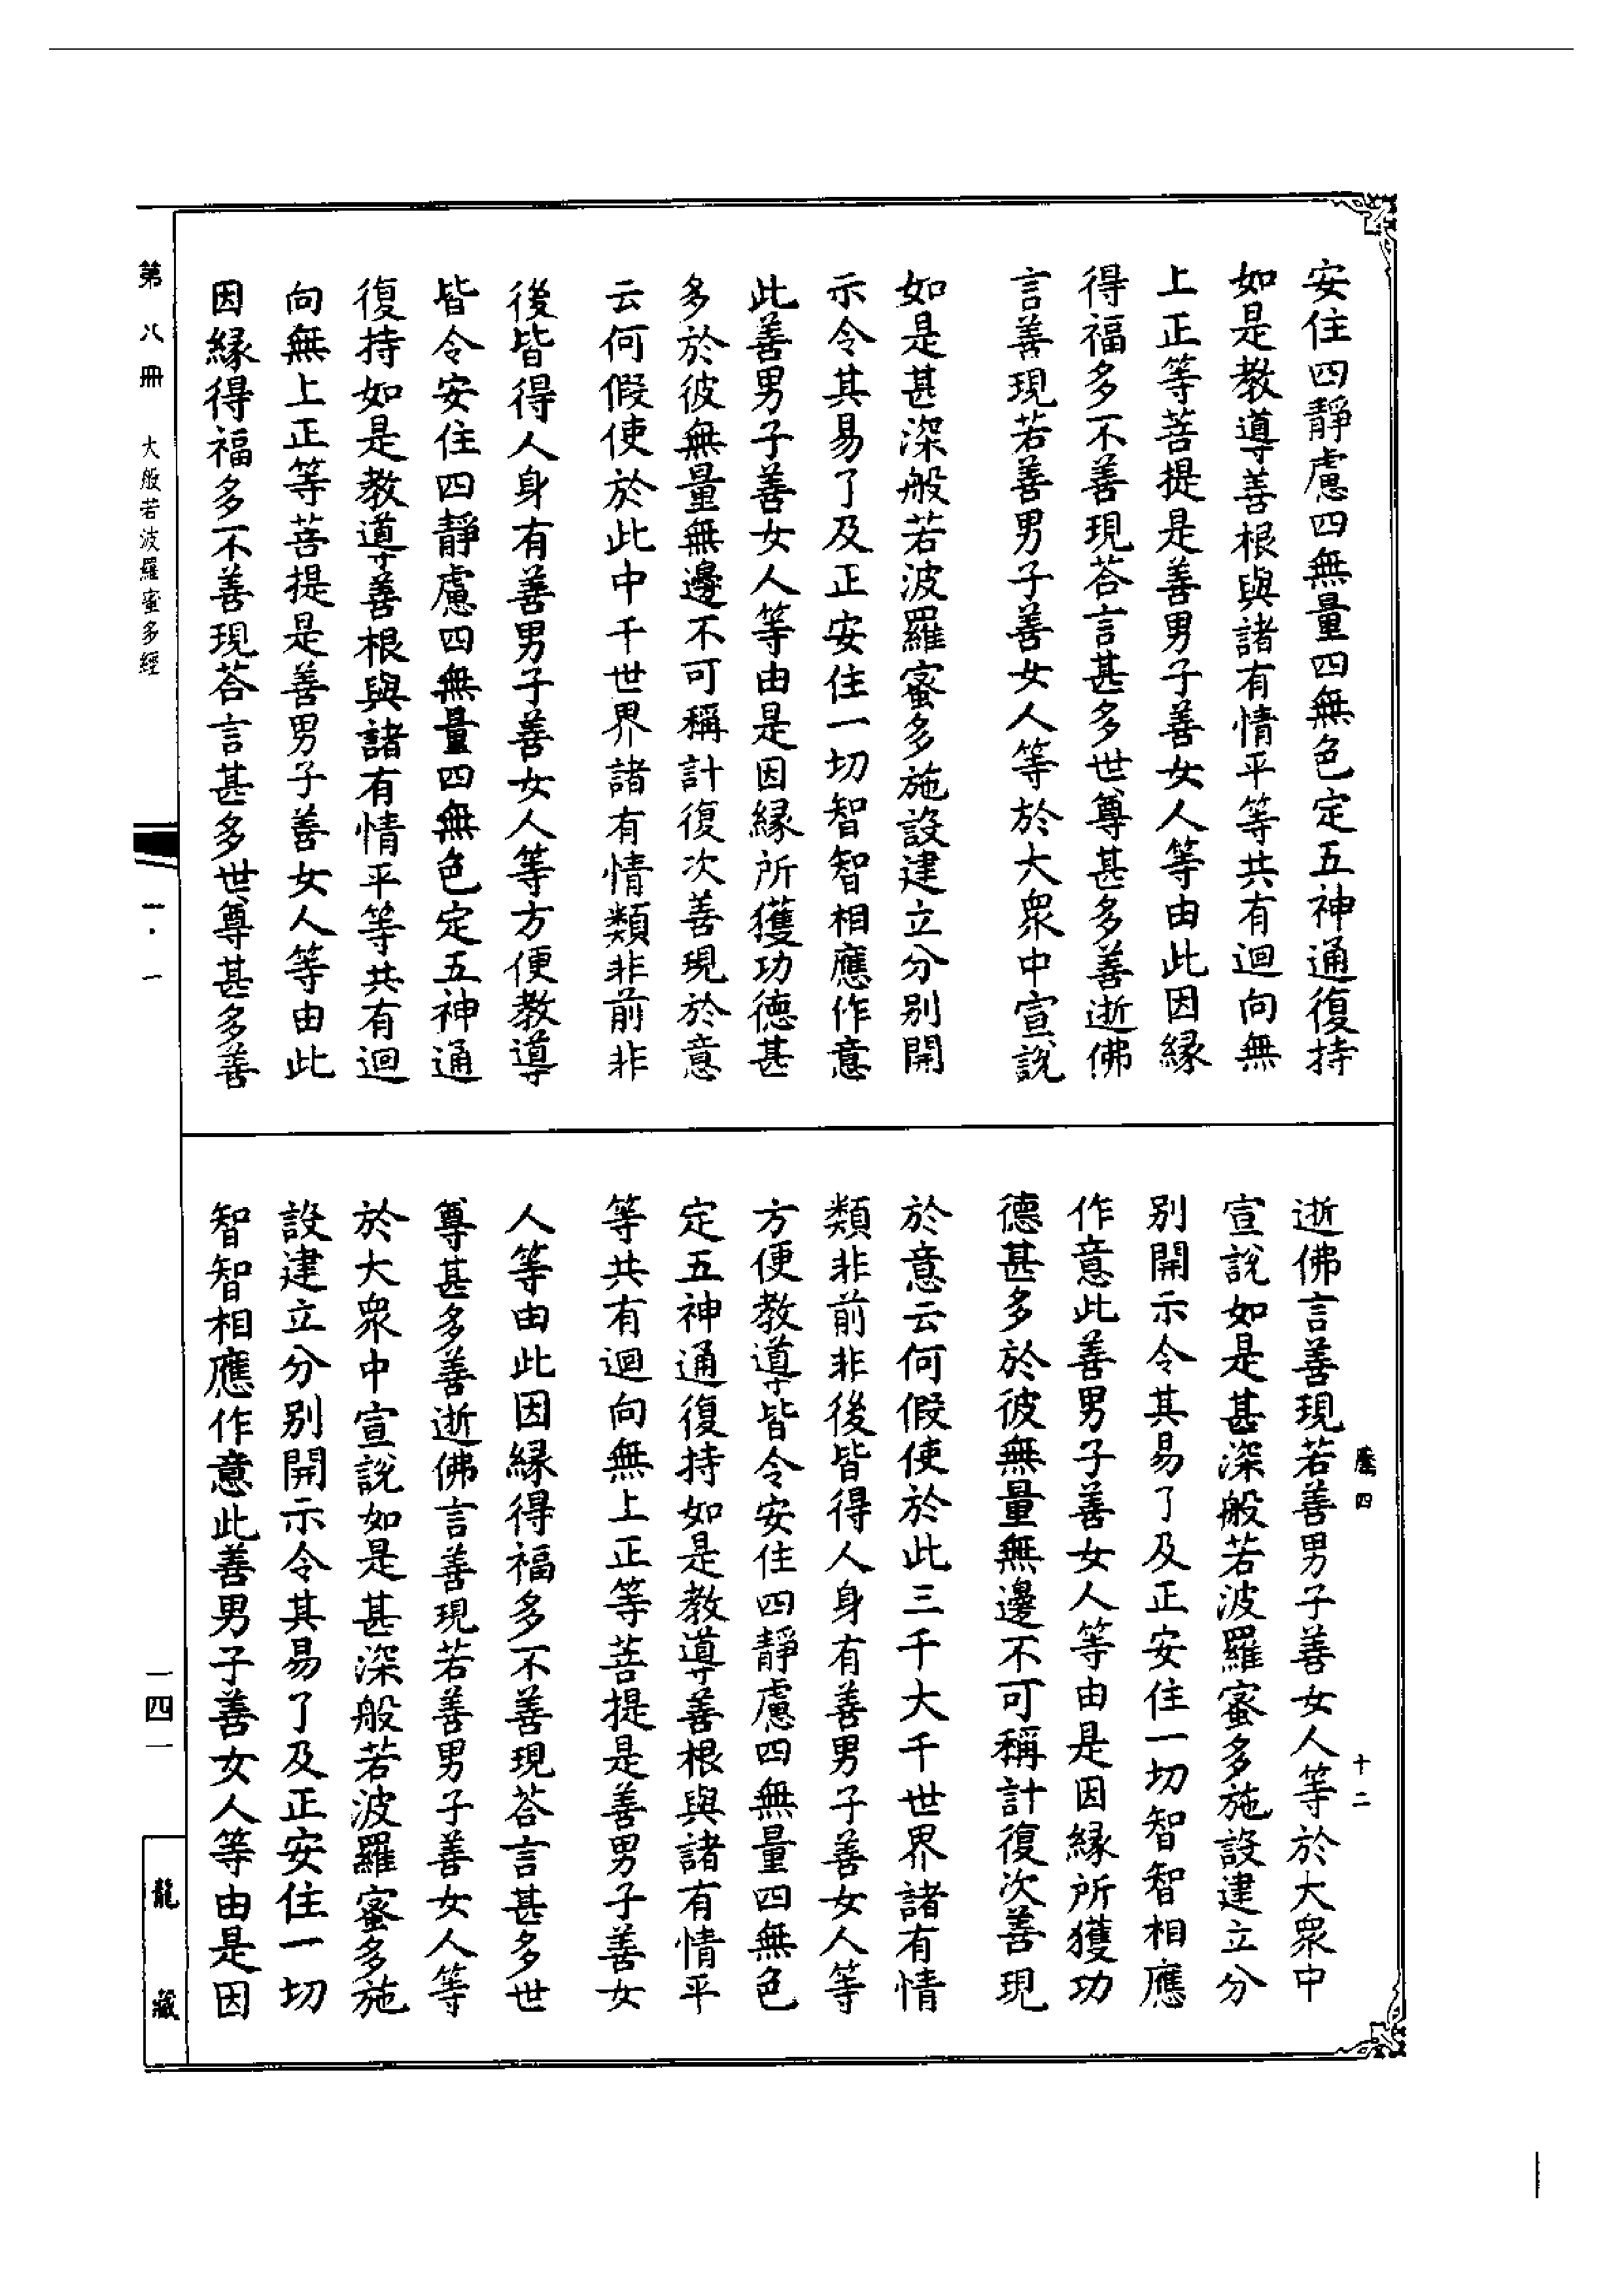 安住四靜慮四無量四無色定五神通復持
如是教導善根與諸有情平等共有迴向無
上正等菩提是善男子善女人等由此因緣
得福多不善現荅言甚多世尊甚多善逝佛
言善現若善男子善女人等於大衆中宣說
如是甚深般若波羅蜜多施設建立分別開
示令其易了及正安住一切智智相應作意
此善男子善女人等由是因緣所獲功德甚
多於彼無量無邊不可稱計復次善現於意
云何假使於此中千世界諸有情類非前非
後皆得人身有善男子善女人等方便教導
皆令安住四靜慮四無量四無色定五神通
復持如是教導善根與諸有情平等共有迴
向無上正等菩提是善男子善女人等由此
因緣得福多不善現荅言甚多世尊甚多善
逝佛言善現若善男子善女人等於大衆中
宣說如是甚深般若波羅蜜多施設建立分
別開示令其易了及正安住一切智智相應
作意此善男子善女人等由是因緣所獲功
德甚多於彼無量無邊不可稱計復次善現
於意云何假使於此三千大千世界諸有情
類非前非後皆得人身有善男子善女人等
方便教導皆令安住四靜慮四無量四無色
定五神通復持如是教導善根與諸有情平
等共有迴向無上正等菩提是善男子善女
人等由此因緣得福多不善現荅言甚多世
尊甚多善逝佛言善現若善男子善女人等
於大衆中宣說如是甚深般若波羅蜜多施
設建立分別開示令其易了及正安住一切
智智相應作意此善男子善女人等由是因
四 十二
第八冊 大般若波羅蜜多經 一·一 一四一 龍藏